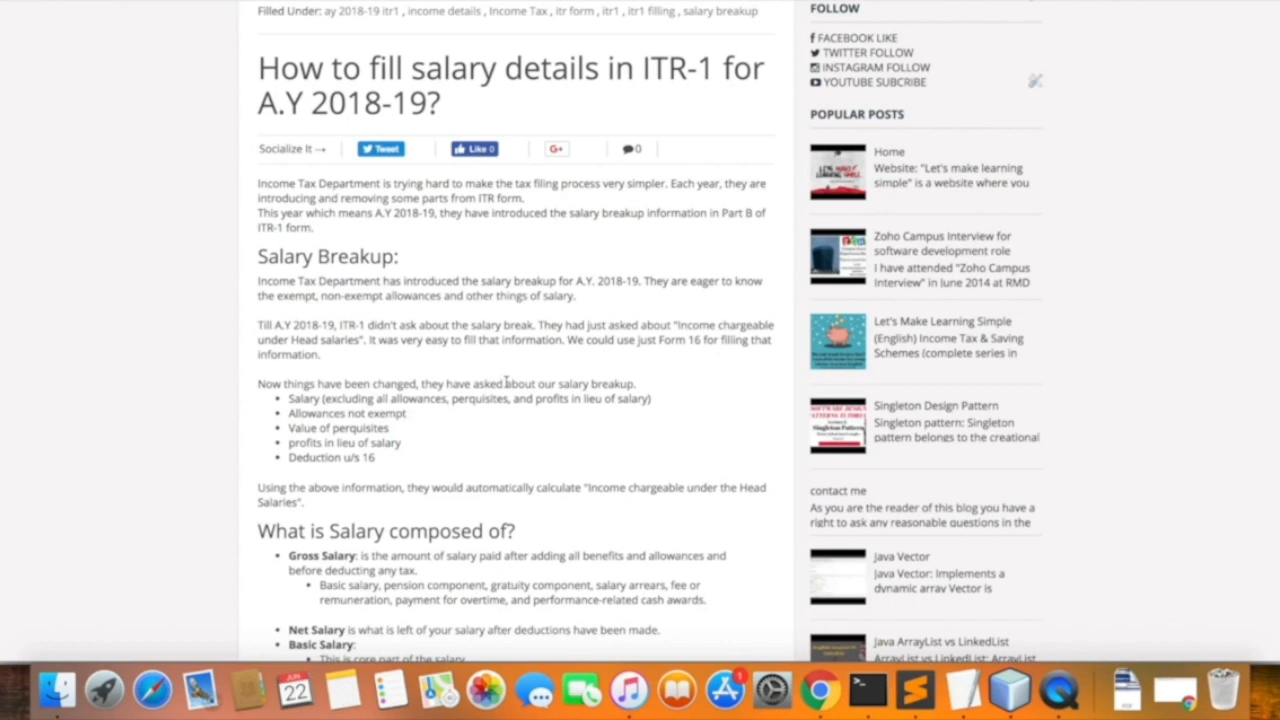 Filled Under: ay 2018-19 itr1 , income details , Income Tax , itr form , itr1 , itr1 filling , salary breakup
How to fill salary details in ITR-1 for
A.Y 2018-19?
Socialize It →
Tweet
Like 0
G+
0
Income Tax Department is trying hard to make the tax filing process very simpler. Each year, they are
introducing and removing some parts from ITR form.
This year which means A.Y 2018-19, they have introduced the salary breakup information in Part B of
ITR-1 form.
Salary Breakup:
Income Tax Department has introduced the salary breakup for A.Y. 2018-19. They are eager to know
the exempt, non-exempt allowances and other things of salary.
Till A.Y 2018-19, ITR-1 didn't ask about the salary break. They had just asked about "Income chargeable
under Head salaries". It was very easy to fill that information. We could use just Form 16 for filling that
information.
Now things have been changed, they have asked about our salary breakup.
• Salary (excluding all allowances, perquisites, and profits in lieu of salary)
• Allowances not exempt
• Value of perquisites
• profits in lieu of salary
• Deduction u/s 16
Using the above information, they would automatically calculate "Income chargeable under the Head
Salaries".
What is Salary composed of?
• Gross Salary: is the amount of salary paid after adding all benefits and allowances and
before deducting any tax.
• Basic salary, pension component, gratuity component, salary arrears, fee or
remuneration, payment for overtime, and performance-related cash awards.
• Net Salary is what is left of your salary after deductions have been made.
• Basic Salary:
• This is core part of the salary
FOLLOW
FACEBOOK LIKE
TWITTER FOLLOW
INSTAGRAM FOLLOW
YOUTUBE SUBCRIBE
POPULAR POSTS
Home
Website: "Let's make learning
simple" is a website where you
Zoho Campus Interview for
software development role
I have attended "Zoho Campus
Interview" in June 2014 at RMD
Let's Make Learning Simple
(English) Income Tax & Saving
Schemes (complete series in
Singleton Design Pattern
Singleton pattern: Singleton
pattern belongs to the creational
contact me
As you are the reader of this blog you have a
right to ask any reasonable questions in the
Java Vector
Java Vector: Implements a
dynamic array Vector is
Java ArrayList vs LinkedList
ArrayList vs LinkedList: ArrayList
JUN
22
1